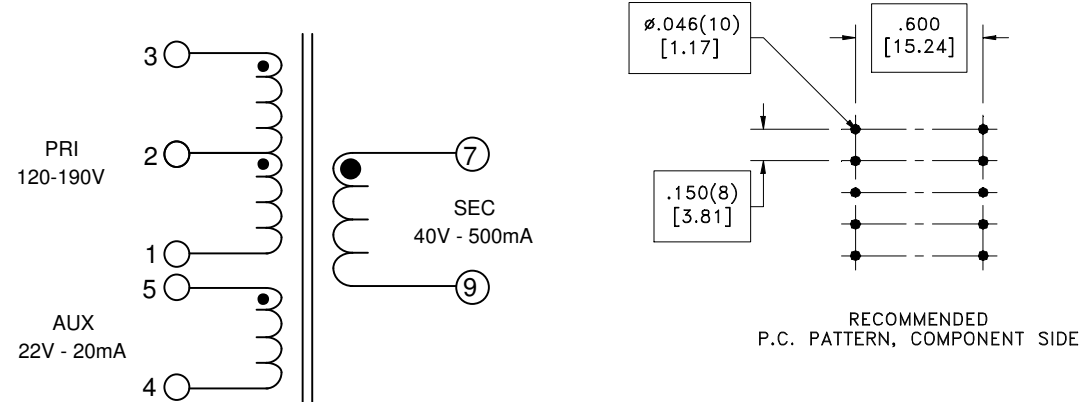 3
2
1
5
4
PRI
120-190V
AUX
22V - 20mA
7
9
SEC
40V - 500mA
ø.046(10)
[1.17]
.600
[15.24]
.150(8)
[3.81]
RECOMMENDED
P.C. PATTERN, COMPONENT SIDE